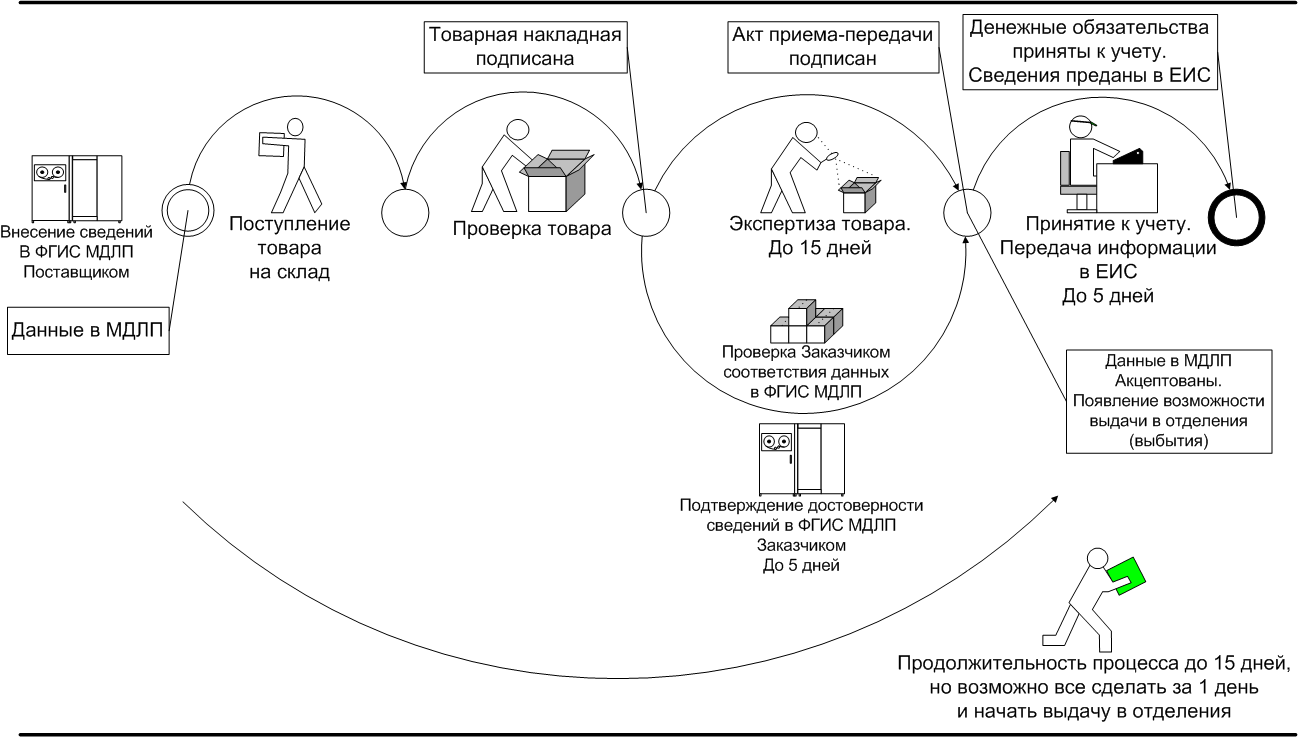 Товарная накладная
подписана
Акт приема-передачи
подписан
Денежные обязательства
приняты к учету.
Сведения преданы в ЕИС
Внесение сведений
В ФГИС МДЛП
Поставщиком
Поступление
товара
на склад
Проверка товара
Экспертиза товара.
До 15 дней
Принятие к учету.
Передача информации
в ЕИС
До 5 дней
Данные в МДЛП
Проверка Заказчиком
соответствия данных
в ФГИС МДЛП
Данные в МДЛП
Акцептованы.
Появление возможности
выдачи в отделения
(выбытия)
Подтверждение достоверности
сведений в ФГИС МДЛП
Заказчиком
До 5 дней
Продолжительность процесса до 15 дней,
но возможно все сделать за 1 день
и начать выдачу в отделения